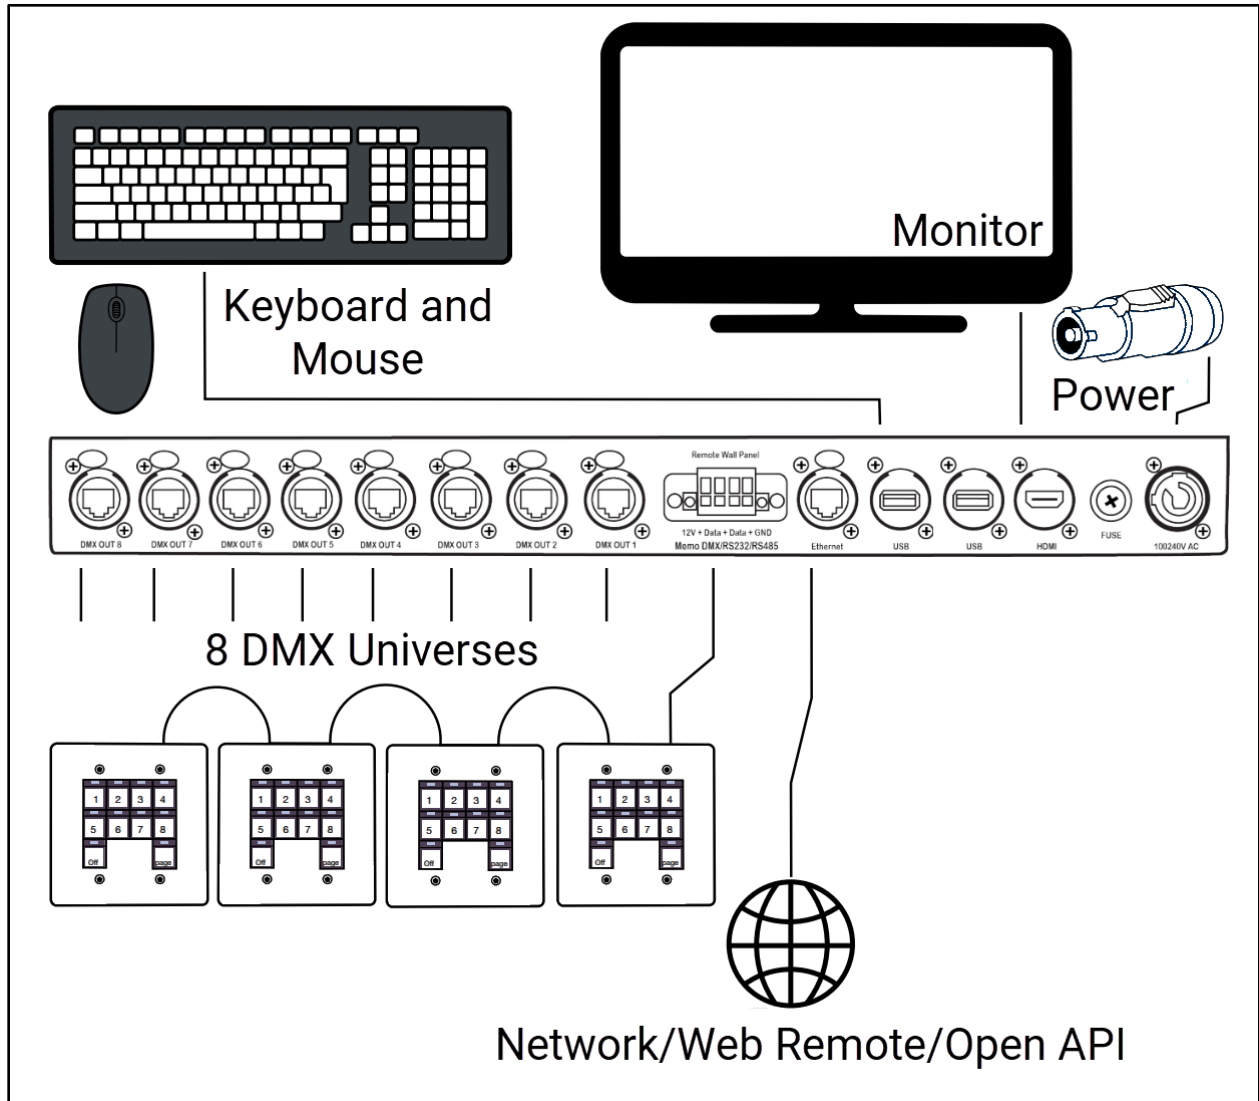 Monitor
Keyboard and
Mouse
Power
Remote Wall Panel
12V + Data + Data + GND
DMX OUT 8 DMX OUT 7 DMX OUT 6 DMX OUT 5 DMX OUT 4 DMX OUT 3 DMX OUT 2 DMX OUT 1 Memo DMX/RS232/RS485 Ethernet USB USB HDMI FUSE 100240V AC
8 DMX Universes
1 2 3 4 1 2 3 4 1 2 3 4 1 2 3 4
5 6 7 8 5 6 7 8 5 6 7 8 5 6 7 8
Off page Off page Off page Off page
Network/Web Remote/Open API